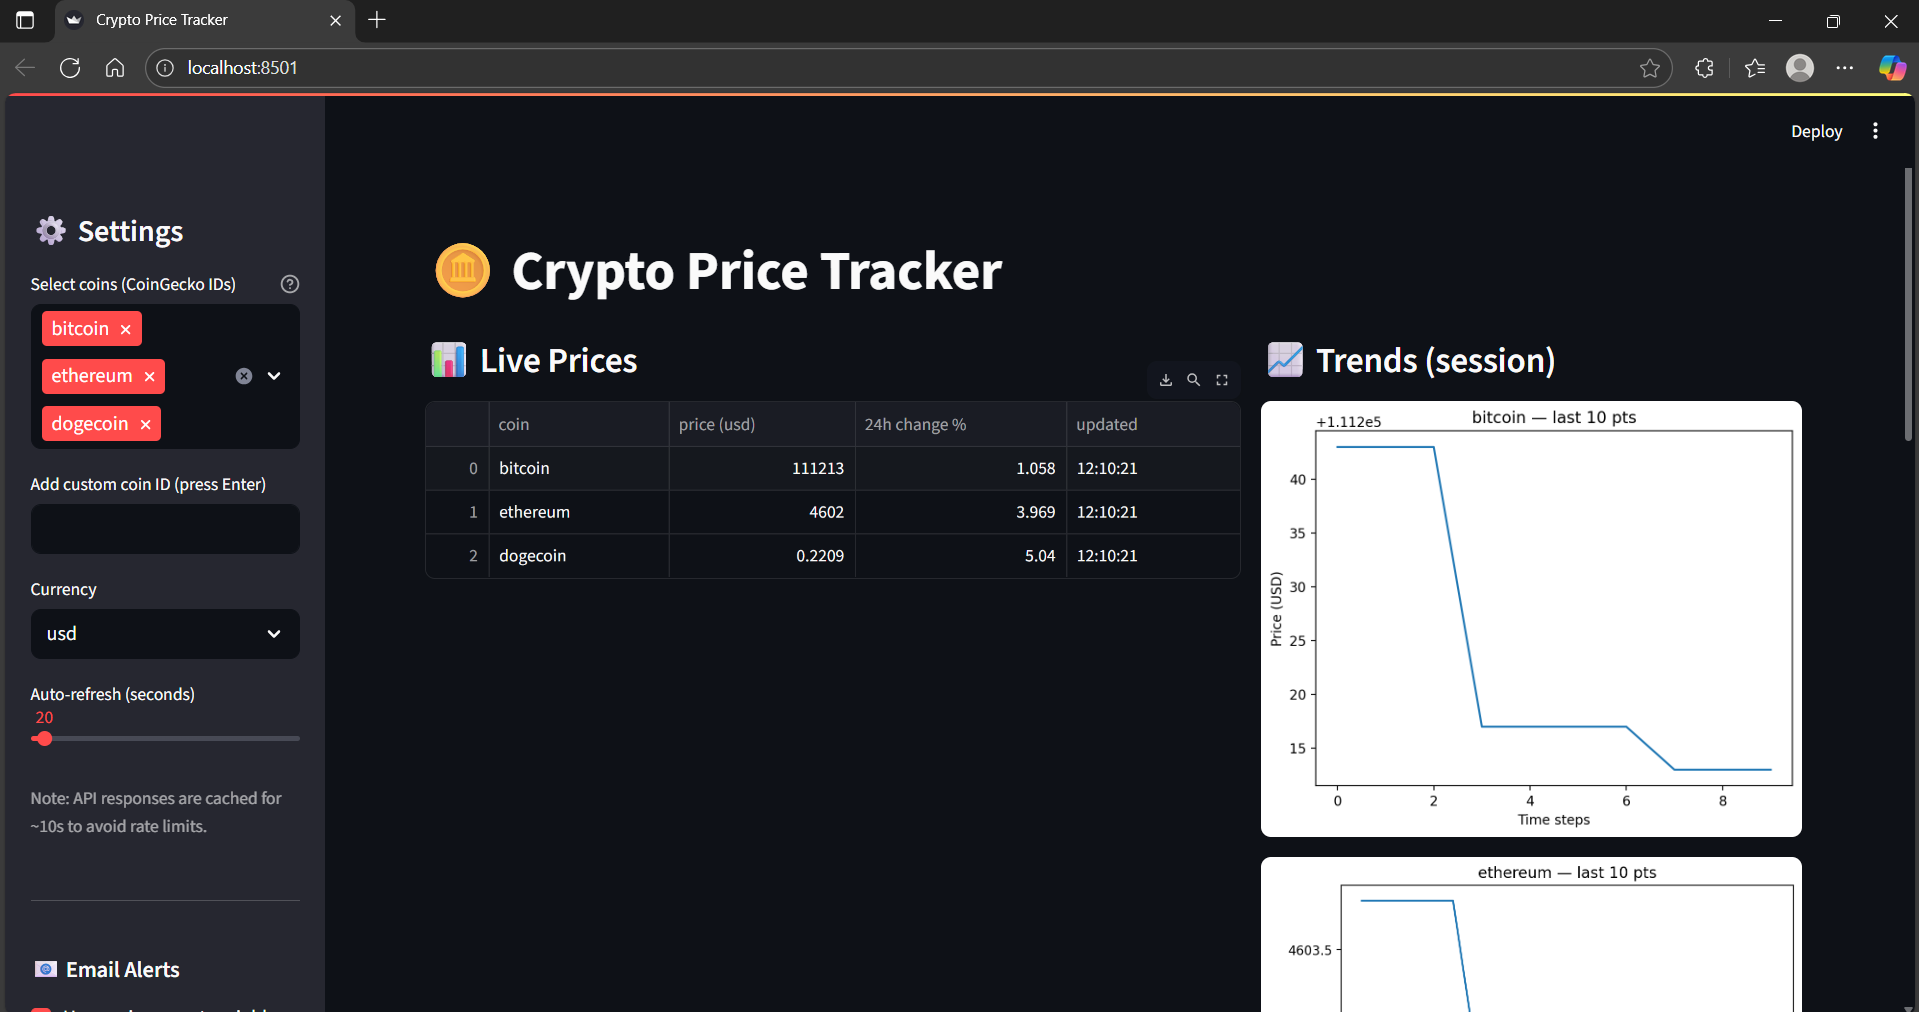 Crypto Price Tracker
localhost:8501
Deploy
Settings
Select coins (CoinGecko IDs)
bitcoin
ethereum
dogecoin
Add custom coin ID (press Enter)
Currency
usd
Auto-refresh (seconds)
20
Note: API responses are cached for
~10s to avoid rate limits.
Email Alerts
Crypto Price Tracker
Live Prices
coin price (usd) 24h change % updated
0 bitcoin 111213 1.058 12:10:21
1 ethereum 4602 3.969 12:10:21
2 dogecoin 0.2209 5.04 12:10:21
Trends (session)
+1.112e5
bitcoin — last 10 pts
40
35
30
25
20
15
Price (USD)
0 2 4 6 8
Time steps
ethereum — last 10 pts
4603.5